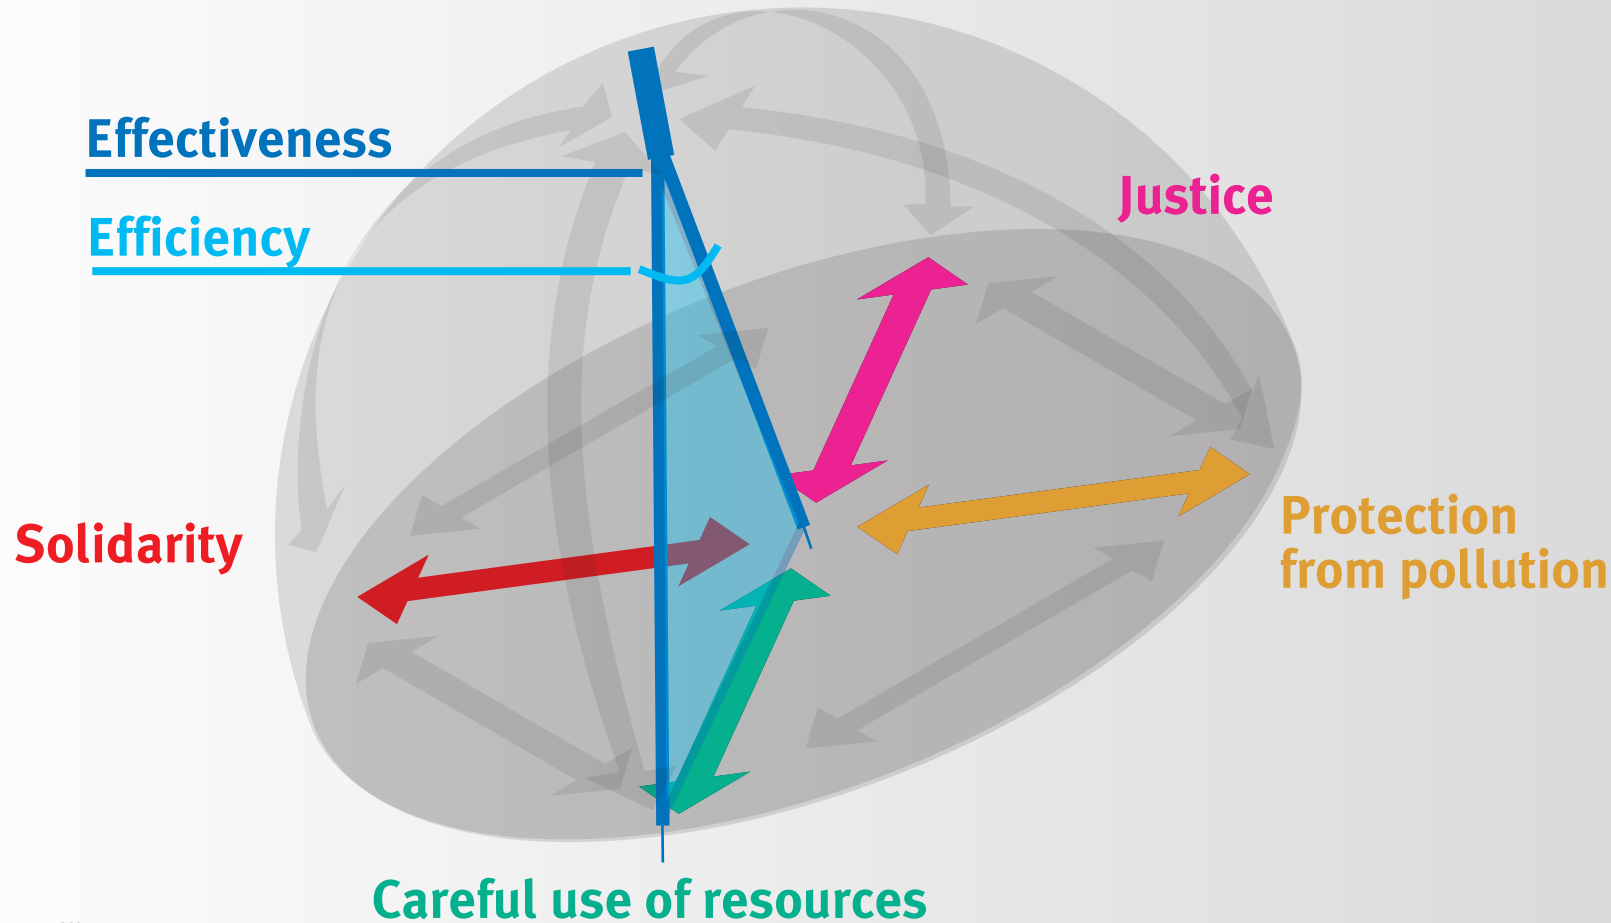 Effectiveness
Justice
Efficiency
Solidarity
Protection
from pollution
Careful use of resources